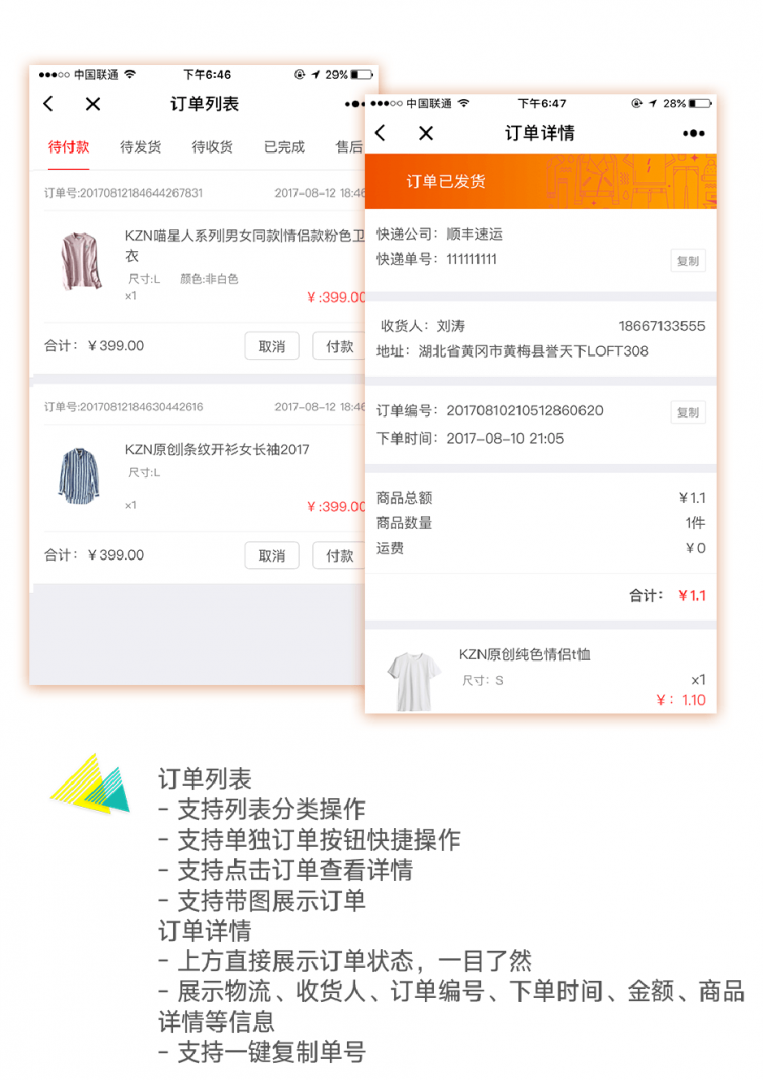 中国联通 下午6:46 29%
订单列表
待付款 待发货 待收货 已完成 售后
订单号:20170812184644267831 2017-08-12 18:46
KZN喵星人系列|男女同款|情侣款粉色卫
衣
尺寸:L 颜色:非白色
x1 ¥:399.00
合计: ¥399.00 取消 付款
订单号:20170812184630442616 2017-08-12 18:46
KZN原创|条纹开衫女长袖2017
尺寸:L
x1 ¥:399.00
合计: ¥399.00 取消 付款
中国联通 下午6:47 28%
订单详情
订单已发货
快递公司: 顺丰速运
快递单号: 111111111 复制
收货人: 刘涛 18667133555
地址: 湖北省黄冈市黄梅县誉天下LOFT308
订单编号: 20170810210512860620 复制
下单时间: 2017-08-10 21:05
商品总额 ¥1.1
商品数量 1件
运费 ¥0
合计: ¥1.1
KZN原创纯色情侣t恤
尺寸: S x1
¥: 1.10
订单列表
- 支持列表分类操作
- 支持单独订单按钮快捷操作
- 支持点击订单查看详情
- 支持带图展示订单
订单详情
- 上方直接展示订单状态，一目了然
- 展示物流、收货人、订单编号、下单时间、金额、商品
详情等信息
- 支持一键复制单号